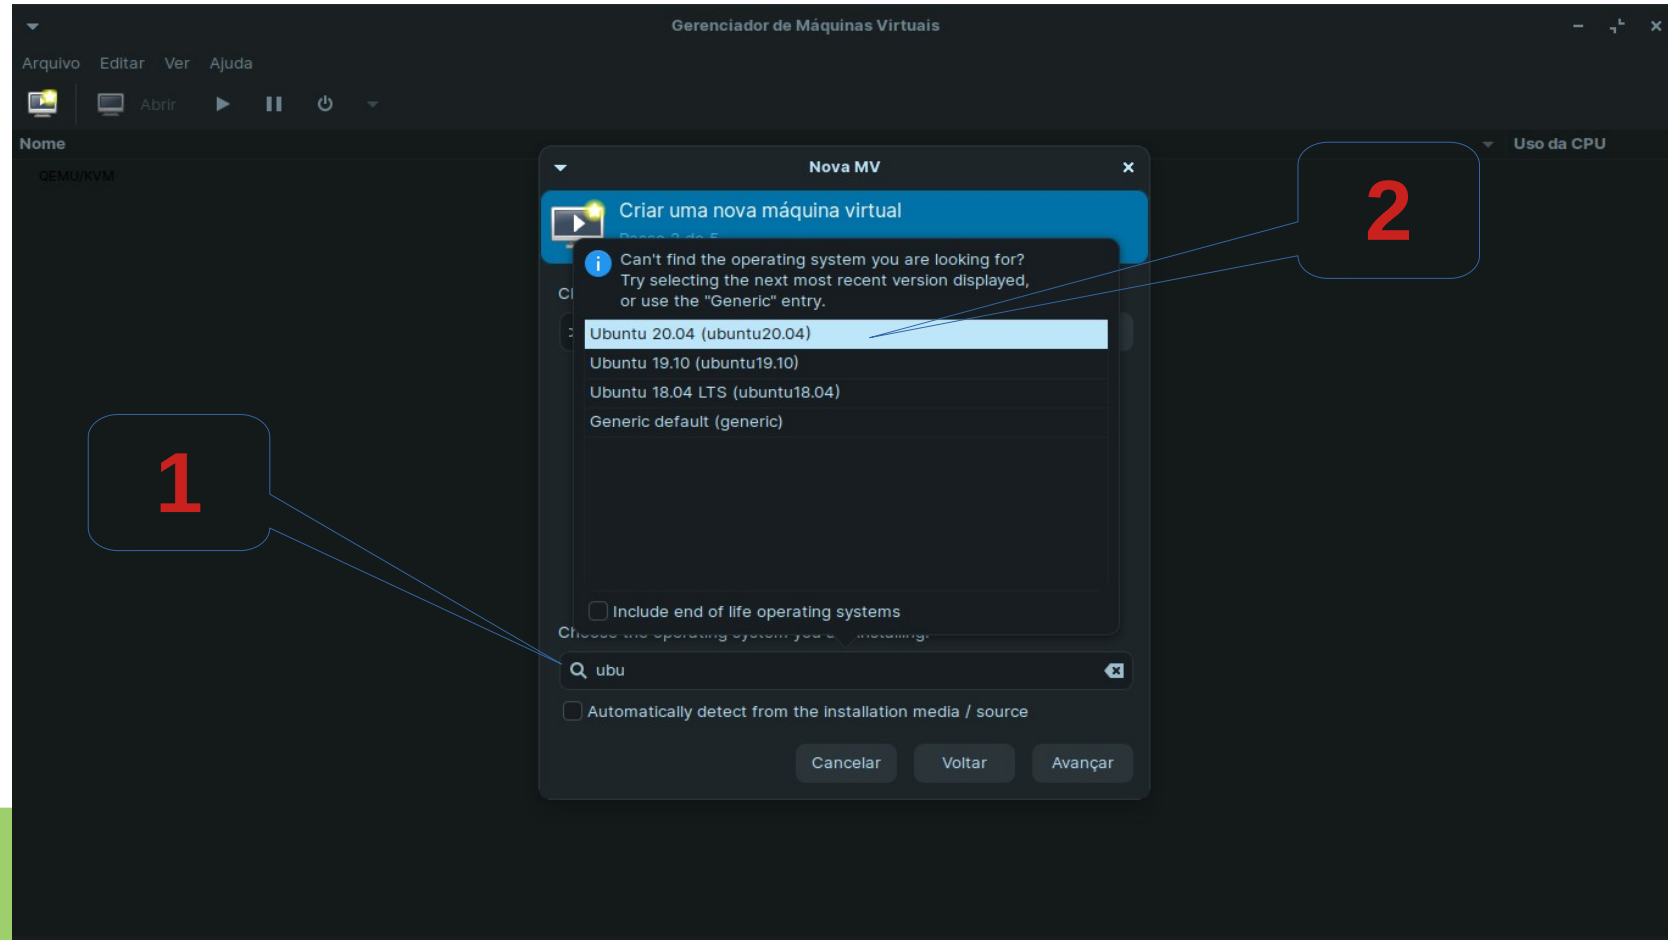 Gerenciador de Máquinas Virtuais
Arquivo Editar Ver Ajuda
Abrir
Nome
Uso da CPU
QEMU/KVM
Nova MV
Criar uma nova máquina virtual
Can't find the operating system you are looking for?
Try selecting the next most recent version displayed,
or use the "Generic" entry.
Ubuntu 20.04 (ubuntu20.04)
Ubuntu 19.10 (ubuntu19.10)
Ubuntu 18.04 LTS (ubuntu18.04)
Generic default (generic)
Include end of life operating systems
ubu
Automatically detect from the installation media / source
Cancelar Voltar Avançar
1
2